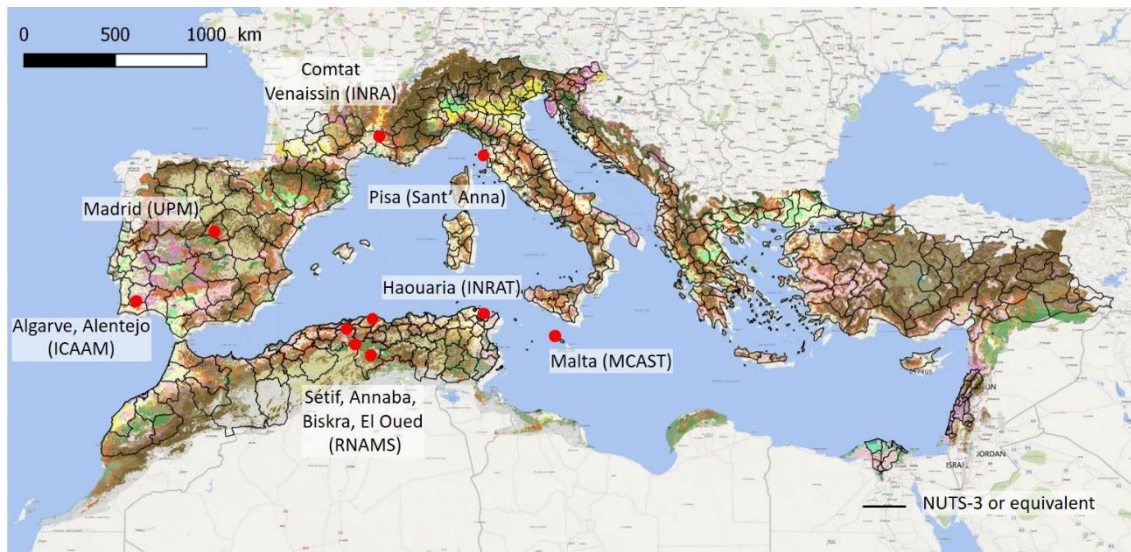 0 500 1000 km
Comtat
Venaissin (INRA)
Madrid (UPM)
Pisa (Sant’ Anna)
Haouaria (INRAT)
Algarve, Alentejo
(ICAAM)
Malta (MCAST)
Sétif, Annaba,
Biskra, El Oued
(RNAMS)
CYPRUS
JORDAN
ISRAEL
NUTS-3 or equivalent